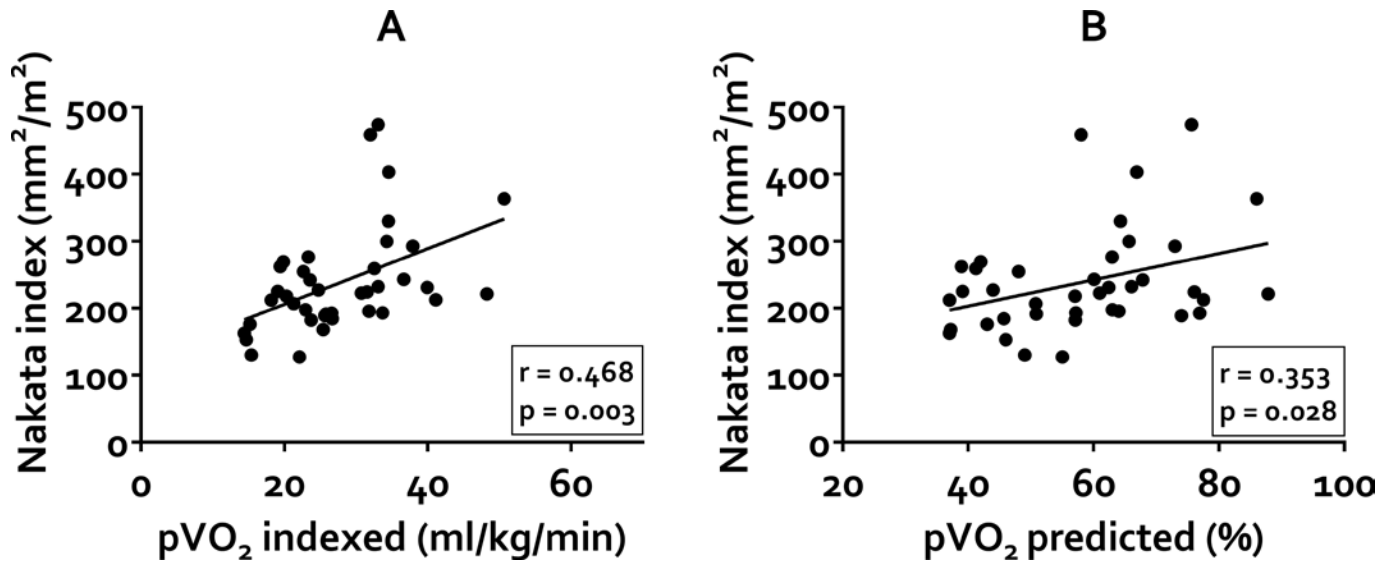 A
Nakata index (mm²/m²)
500
400
300
200
100
0
r = 0.468
p = 0.003
0 20 40 60
pVO₂ indexed (ml/kg/min)
B
Nakata index (mm²/m²)
500
400
300
200
100
0
r = 0.353
p = 0.028
20 40 60 80 100
pVO₂ predicted (%)